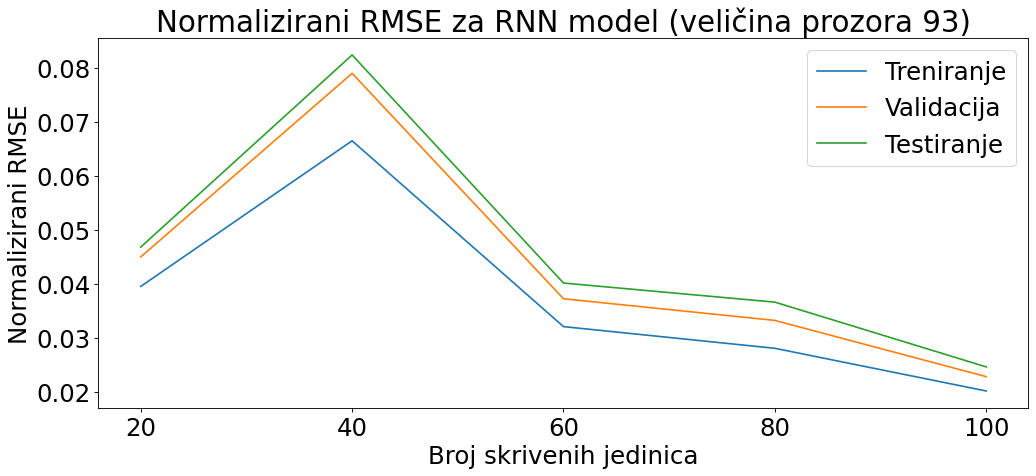 Normalizirani RMSE za RNN model (veličina prozora 93)
Treniranje
Validacija
Testiranje
Normalizirani RMSE
0.08
0.07
0.06
0.05
0.04
0.03
0.02
20 40 60 80 100
Broj skrivenih jedinica